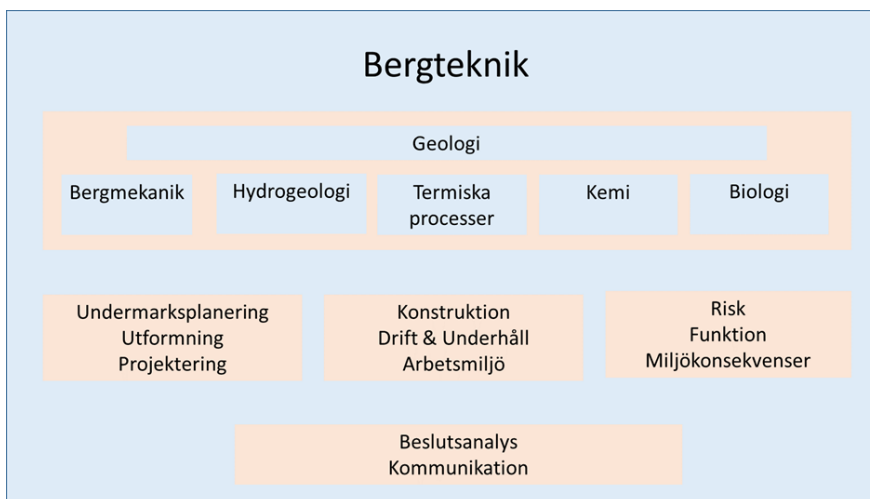 Bergteknik
Geologi
Bergmekanik
Hydrogeologi
Termiska
processer
Kemi
Biologi
Undermarksplanering
Utformning
Projektering
Konstruktion
Drift & Underhåll
Arbetsmiljö
Risk
Funktion
Miljökonsekvenser
Beslutsanalys
Kommunikation